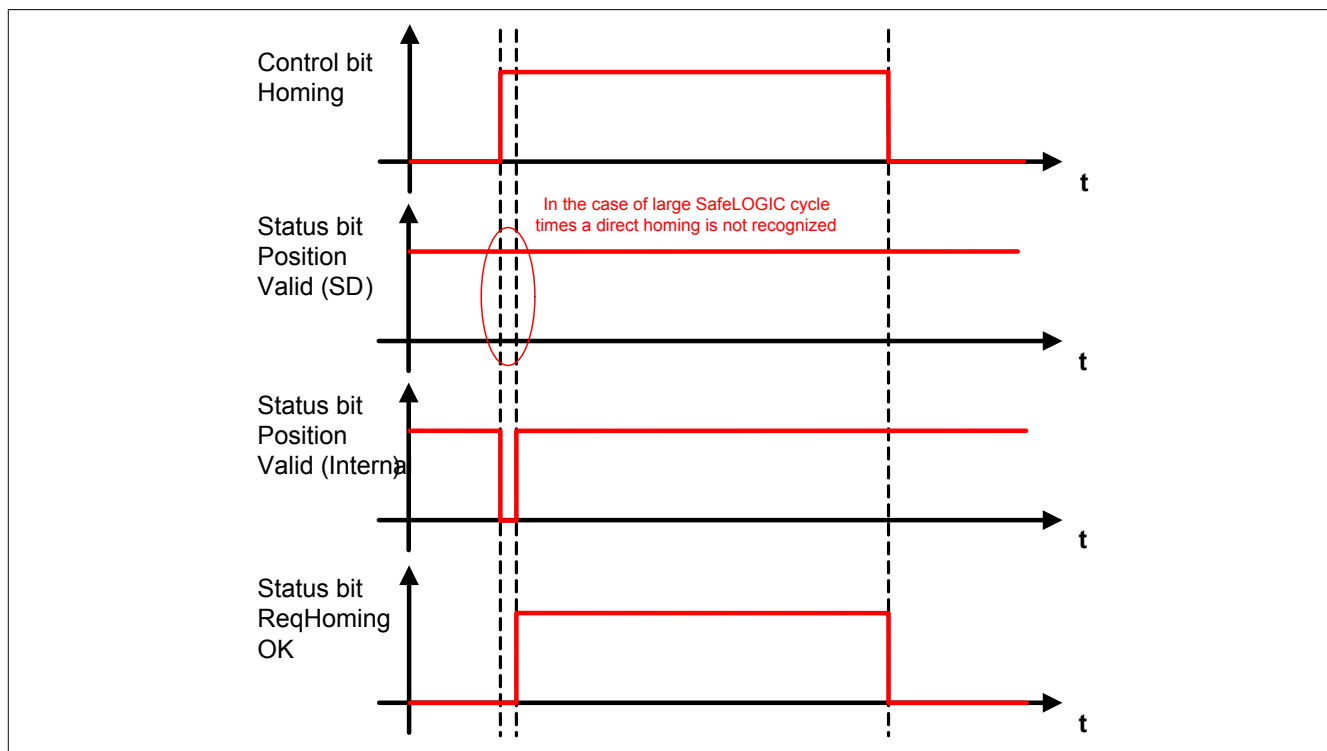 Control bit
Homing
t
In the case of large SafeLOGIC cycle
times a direct homing is not recognized
Status bit
Position
Valid (SD)
t
Status bit
Position
Valid (Interna)
t
Status bit
ReqHoming
OK
t